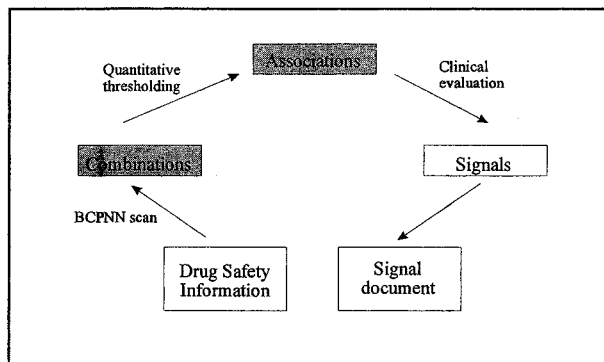 Associations
Quantitative
thresholding
Clinical
evaluation
Combinations
Signals
BCPNN scan
Drug Safety
Information
Signal
document